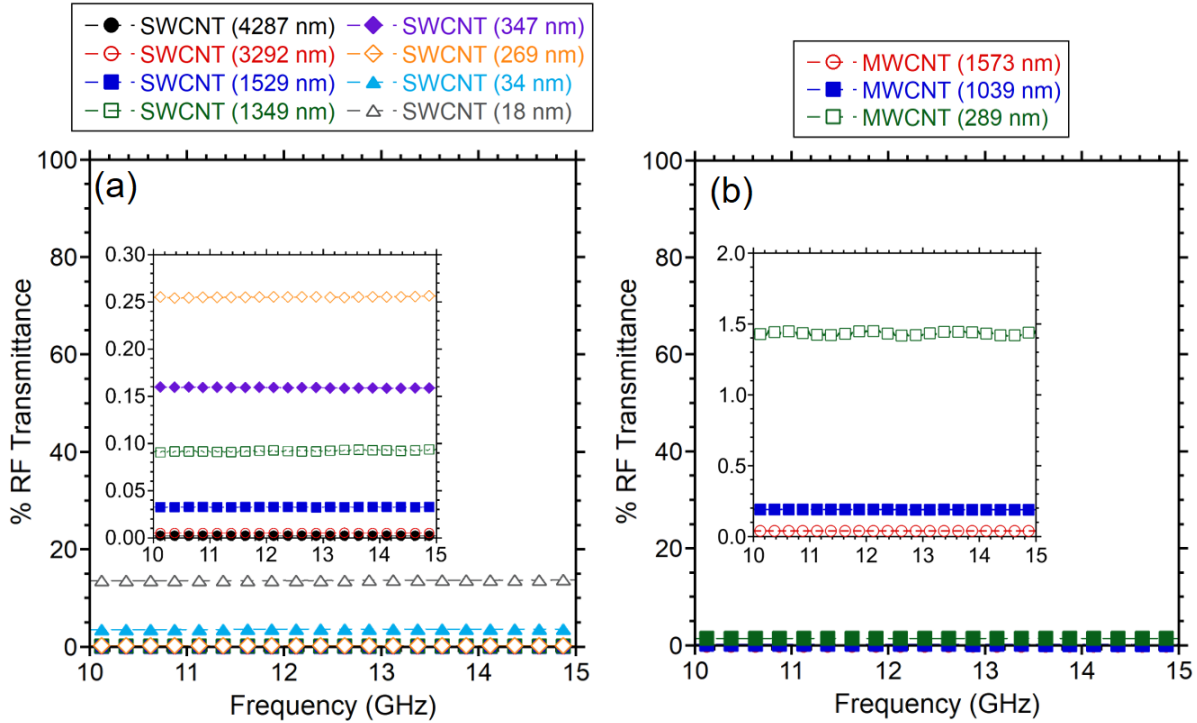 SWCNT (4287 nm) SWCNT (347 nm)
SWCNT (3292 nm) SWCNT (269 nm)
SWCNT (1529 nm) SWCNT (34 nm)
SWCNT (1349 nm) SWCNT (18 nm)
(a)
% RF Transmittance
100
80
60
40
20
0
10 11 12 13 14 15
Frequency (GHz)
0.30
0.25
0.20
0.15
0.10
0.05
0.00
10 11 12 13 14 15
MWCNT (1573 nm)
MWCNT (1039 nm)
MWCNT (289 nm)
(b)
% RF Transmittance
100
80
60
40
20
0
10 11 12 13 14 15
Frequency (GHz)
2.0
1.5
1.0
0.5
0.0
10 11 12 13 14 15